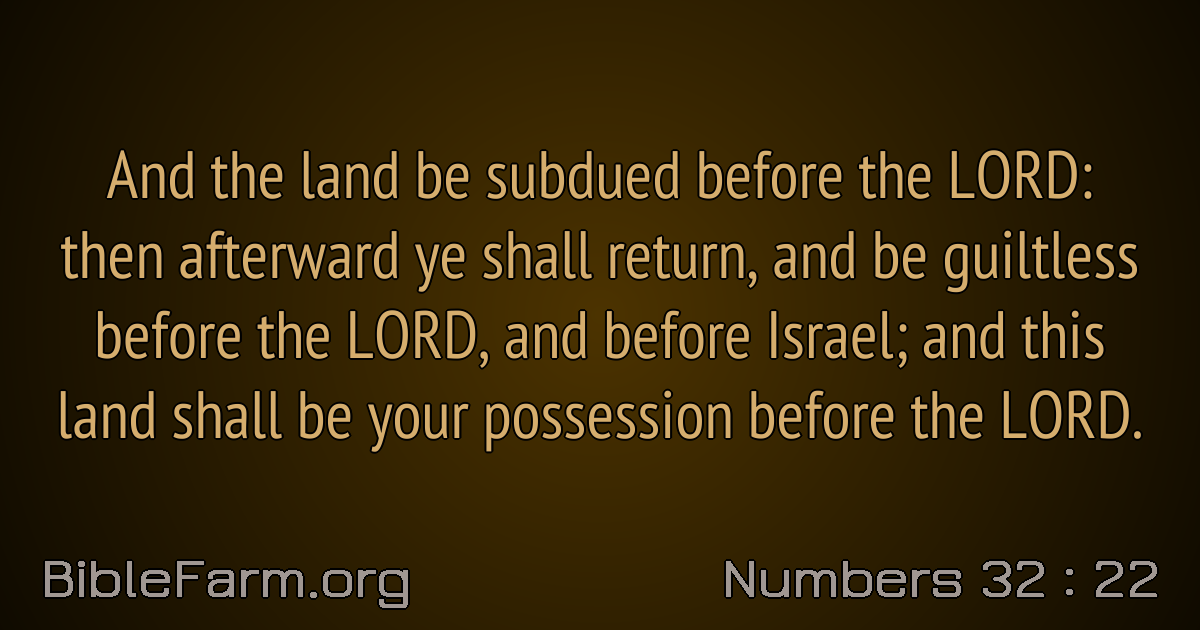 And the land be subdued before the LORD:
then afterward ye shall return, and be guiltless
before the LORD, and before Israel; and this
land shall be your possession before the LORD.
BibleFarm.org
Numbers 32 : 22